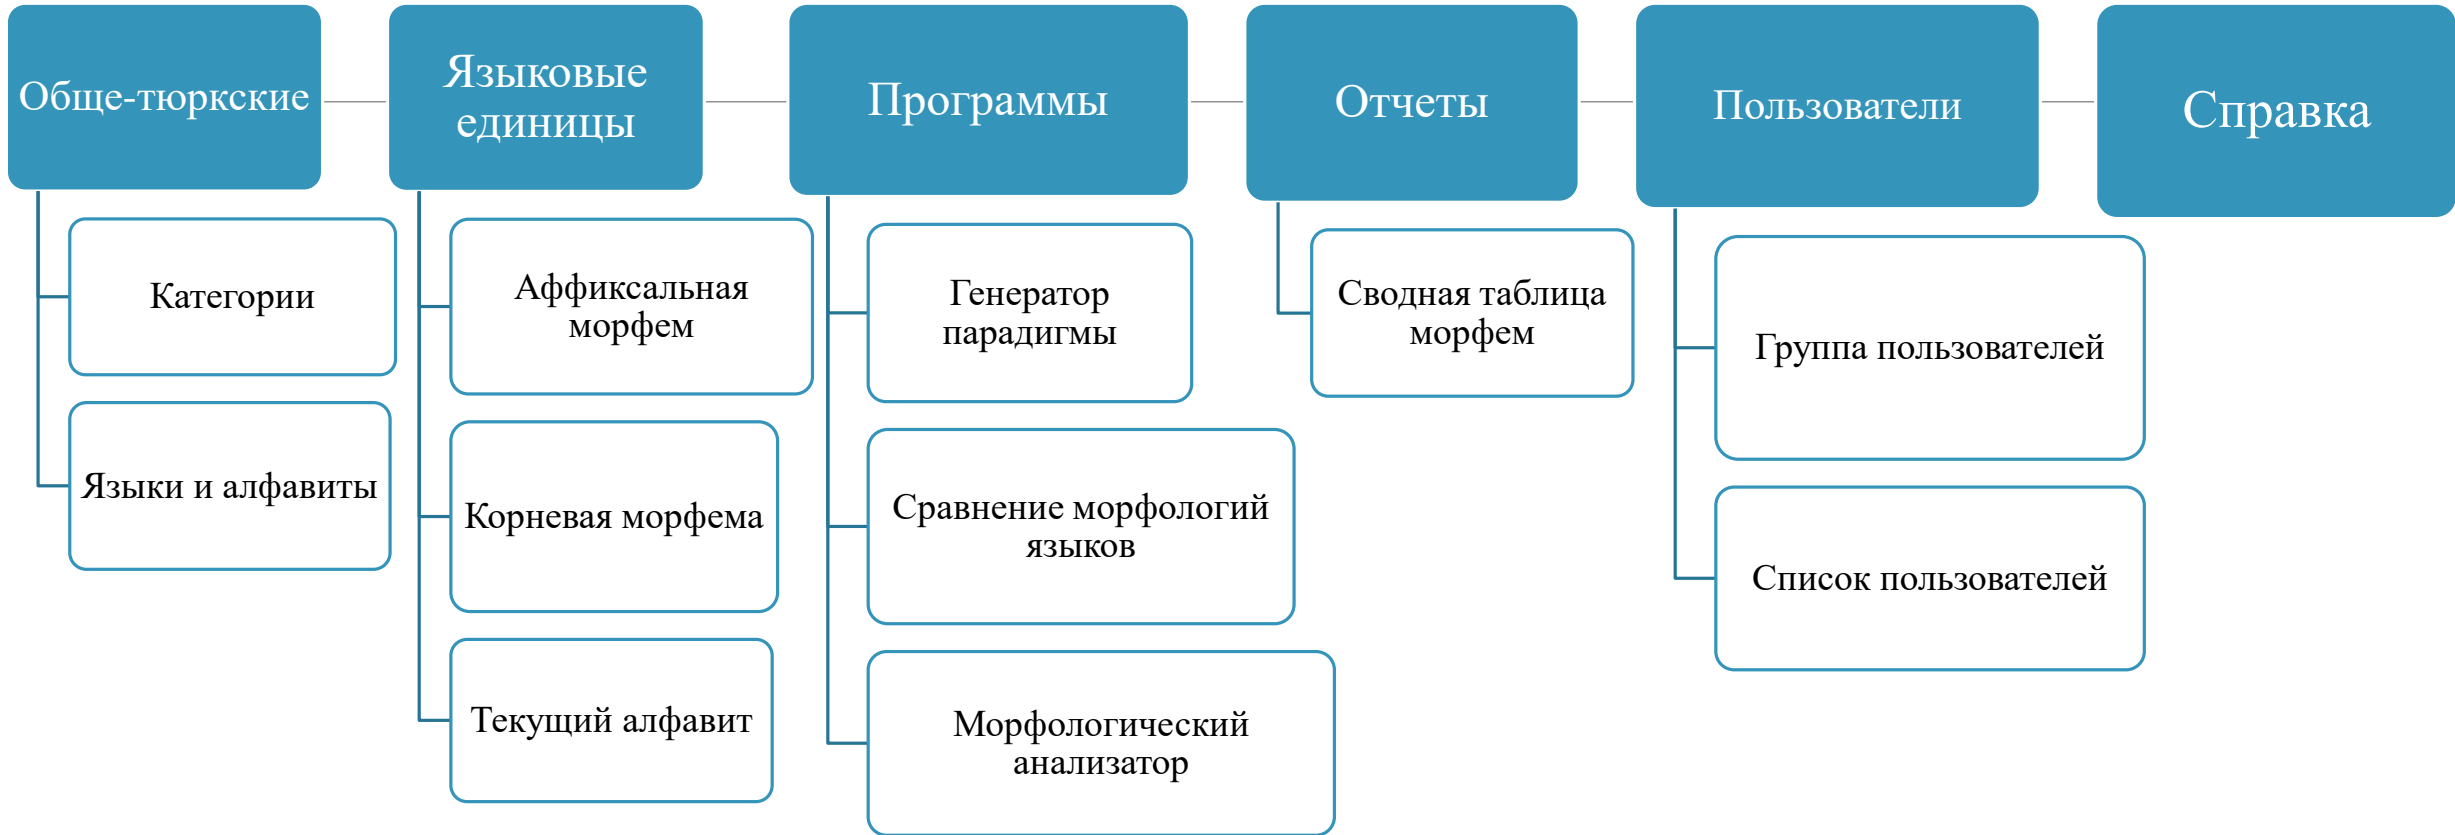 Обще-тюркские
Категории
Языки и алфавиты
Языковые
единицы
Аффиксальная
морфем
Корневая морфема
Текущий алфавит
Программы
Генератор
парадигмы
Сравнение морфологий
языков
Морфологический
анализатор
Отчеты
Сводная таблица
морфем
Пользователи
Группа пользователей
Список пользователей
Справка